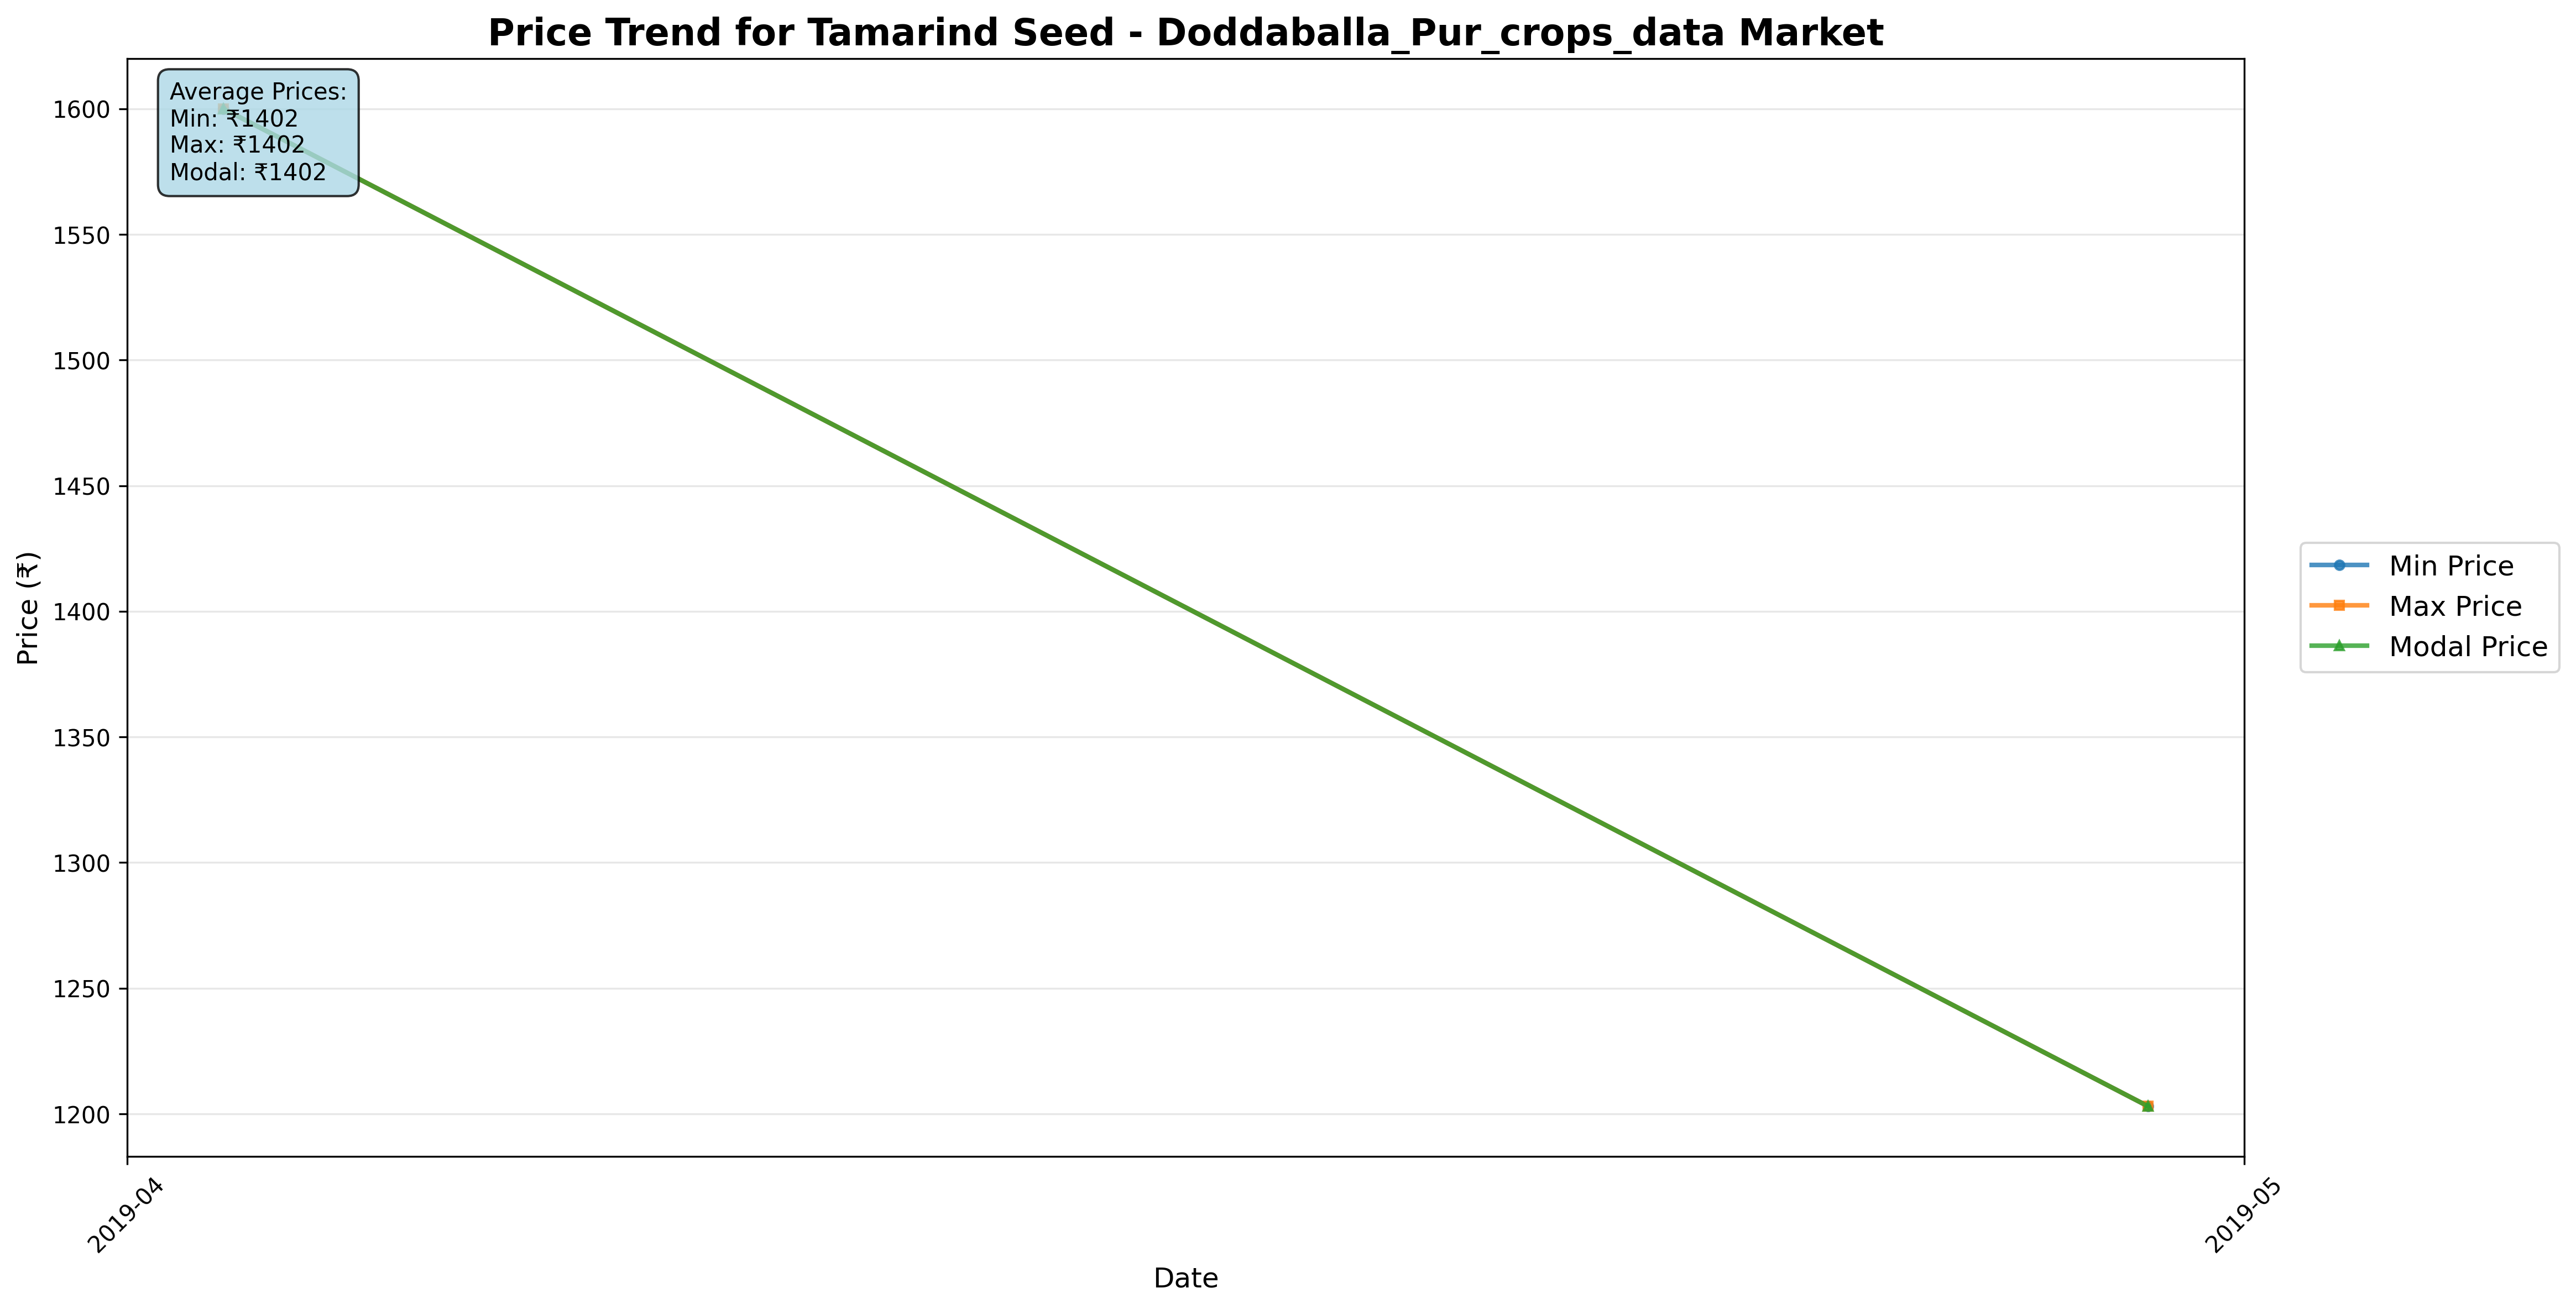 Price Trend for Tamarind Seed - Doddaballa_Pur_crops_data Market
Average Prices:
Min: ₹1402
Max: ₹1402
Modal: ₹1402
1600
1550
1500
1450
1400
1350
1300
1250
1200
Price (₹)
2019-04
2019-05
Date
Min Price
Max Price
Modal Price